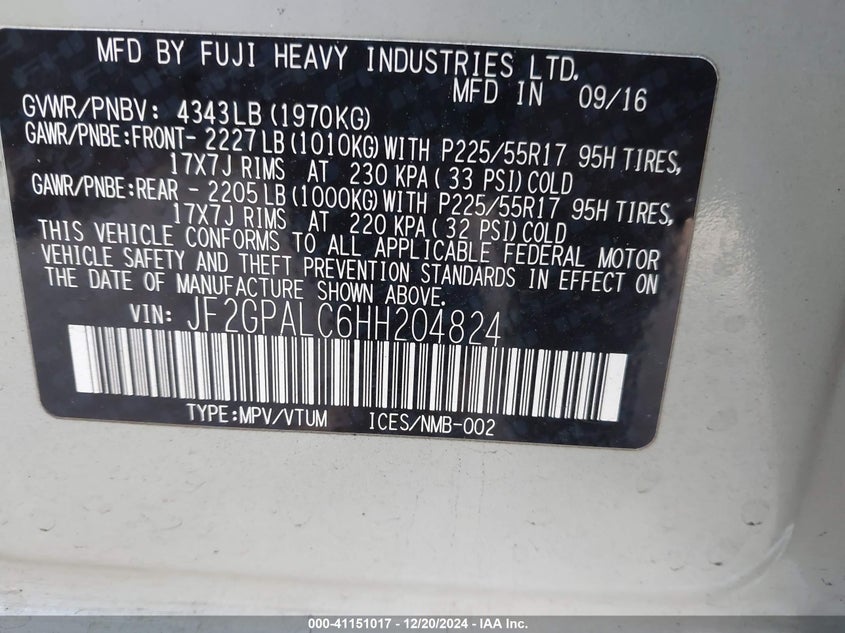 MFD BY FUJI HEAVY INDUSTRIES LTD.
MFD IN 09/16
GVWR/PNBV: 4343LB(1970KG)
GAWR/PNBE:FRONT- 2227LB(1010KG)WITH P225/55R17 95H TIRES,
17X7J RIMS AT 230 KPA(33 PSI)COLD
GAWR/PNBE:REAR - 2205LB(1000KG)WITH P225/55R17 95H TIRES,
17X7J RIMS AT 220 KPA(32 PSI)COLD
THIS VEHICLE CONFORMS TO ALL APPLICABLE FEDERAL MOTOR
VEHICLE SAFETY AND THEFT PREVENTION STANDARDS IN EFFECT ON
THE DATE OF MANUFACTURE SHOWN ABOVE.
VIN: JF2GPALC6HH204824
TYPE:MPV/VTUM ICES/NMB-002
000-41151017 - 12/20/2024 - IAA Inc.